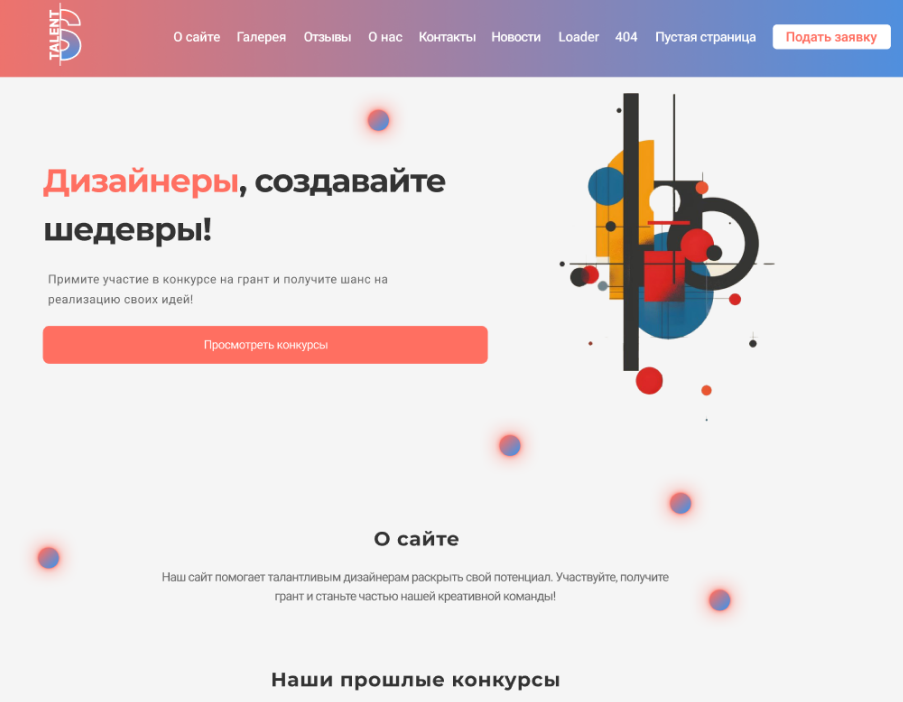 TALENT
О сайте Галерея Отзывы О нас Контакты Новости Loader 404 Пустая страница Подать заявку
Дизайнеры, создавайте
шедевры!
Примите участие в конкурсе на грант и получите шанс на
реализацию своих идей!
Просмотреть конкурсы
О сайте
Наш сайт помогает талантливым дизайнерам раскрыть свой потенциал. Участвуйте, получите
грант и станьте частью нашей креативной команды!
Наши прошлые конкурсы